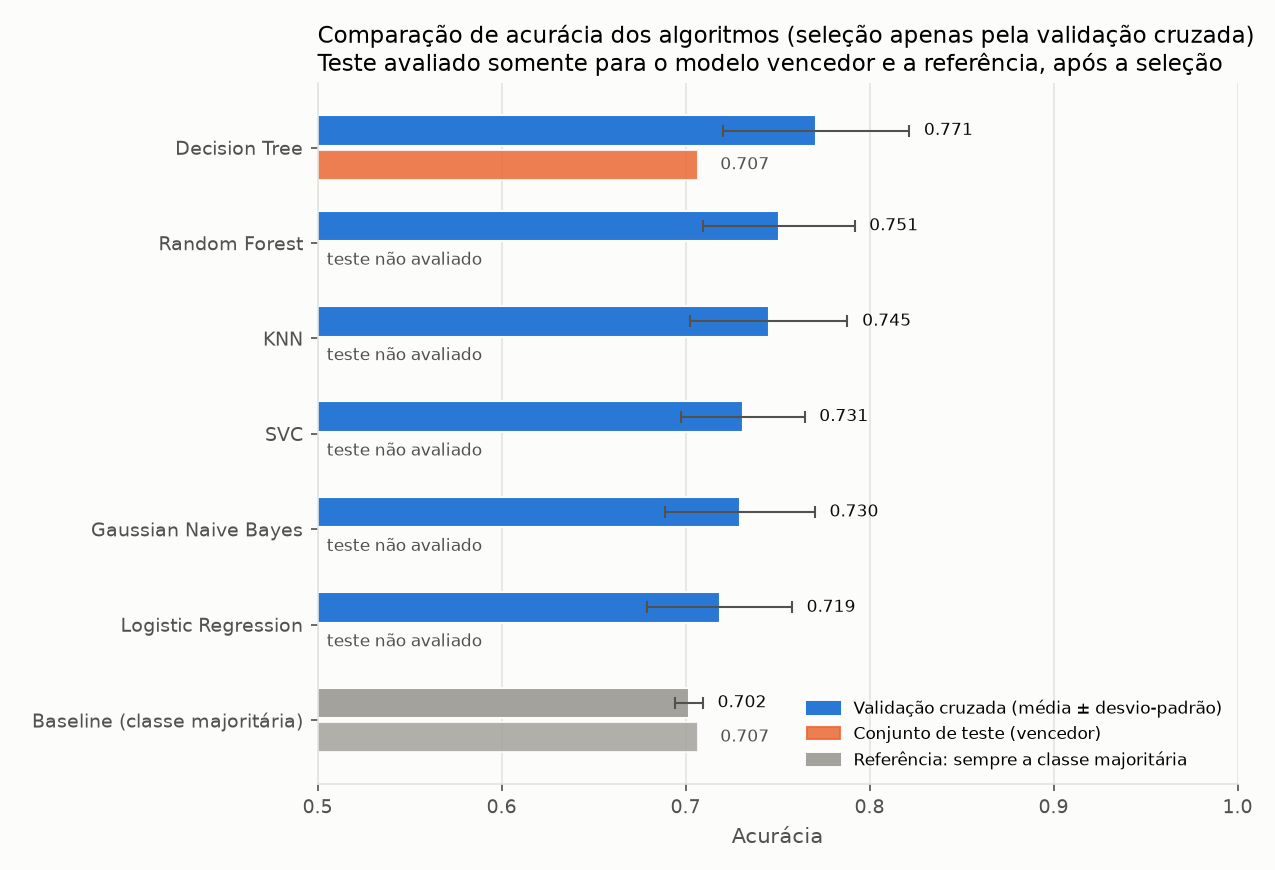 Comparação de acurácia dos algoritmos (seleção apenas pela validação cruzada)
Teste avaliado somente para o modelo vencedor e a referência, após a seleção
Decision Tree
0.771
0.707
Random Forest
0.751
teste não avaliado
KNN
0.745
teste não avaliado
SVC
0.731
teste não avaliado
Gaussian Naive Bayes
0.730
teste não avaliado
Logistic Regression
0.719
teste não avaliado
Baseline (classe majoritária)
0.702
0.707
Validação cruzada (média ± desvio-padrão)
Conjunto de teste (vencedor)
Referência: sempre a classe majoritária
0.5 0.6 0.7 0.8 0.9 1.0
Acurácia